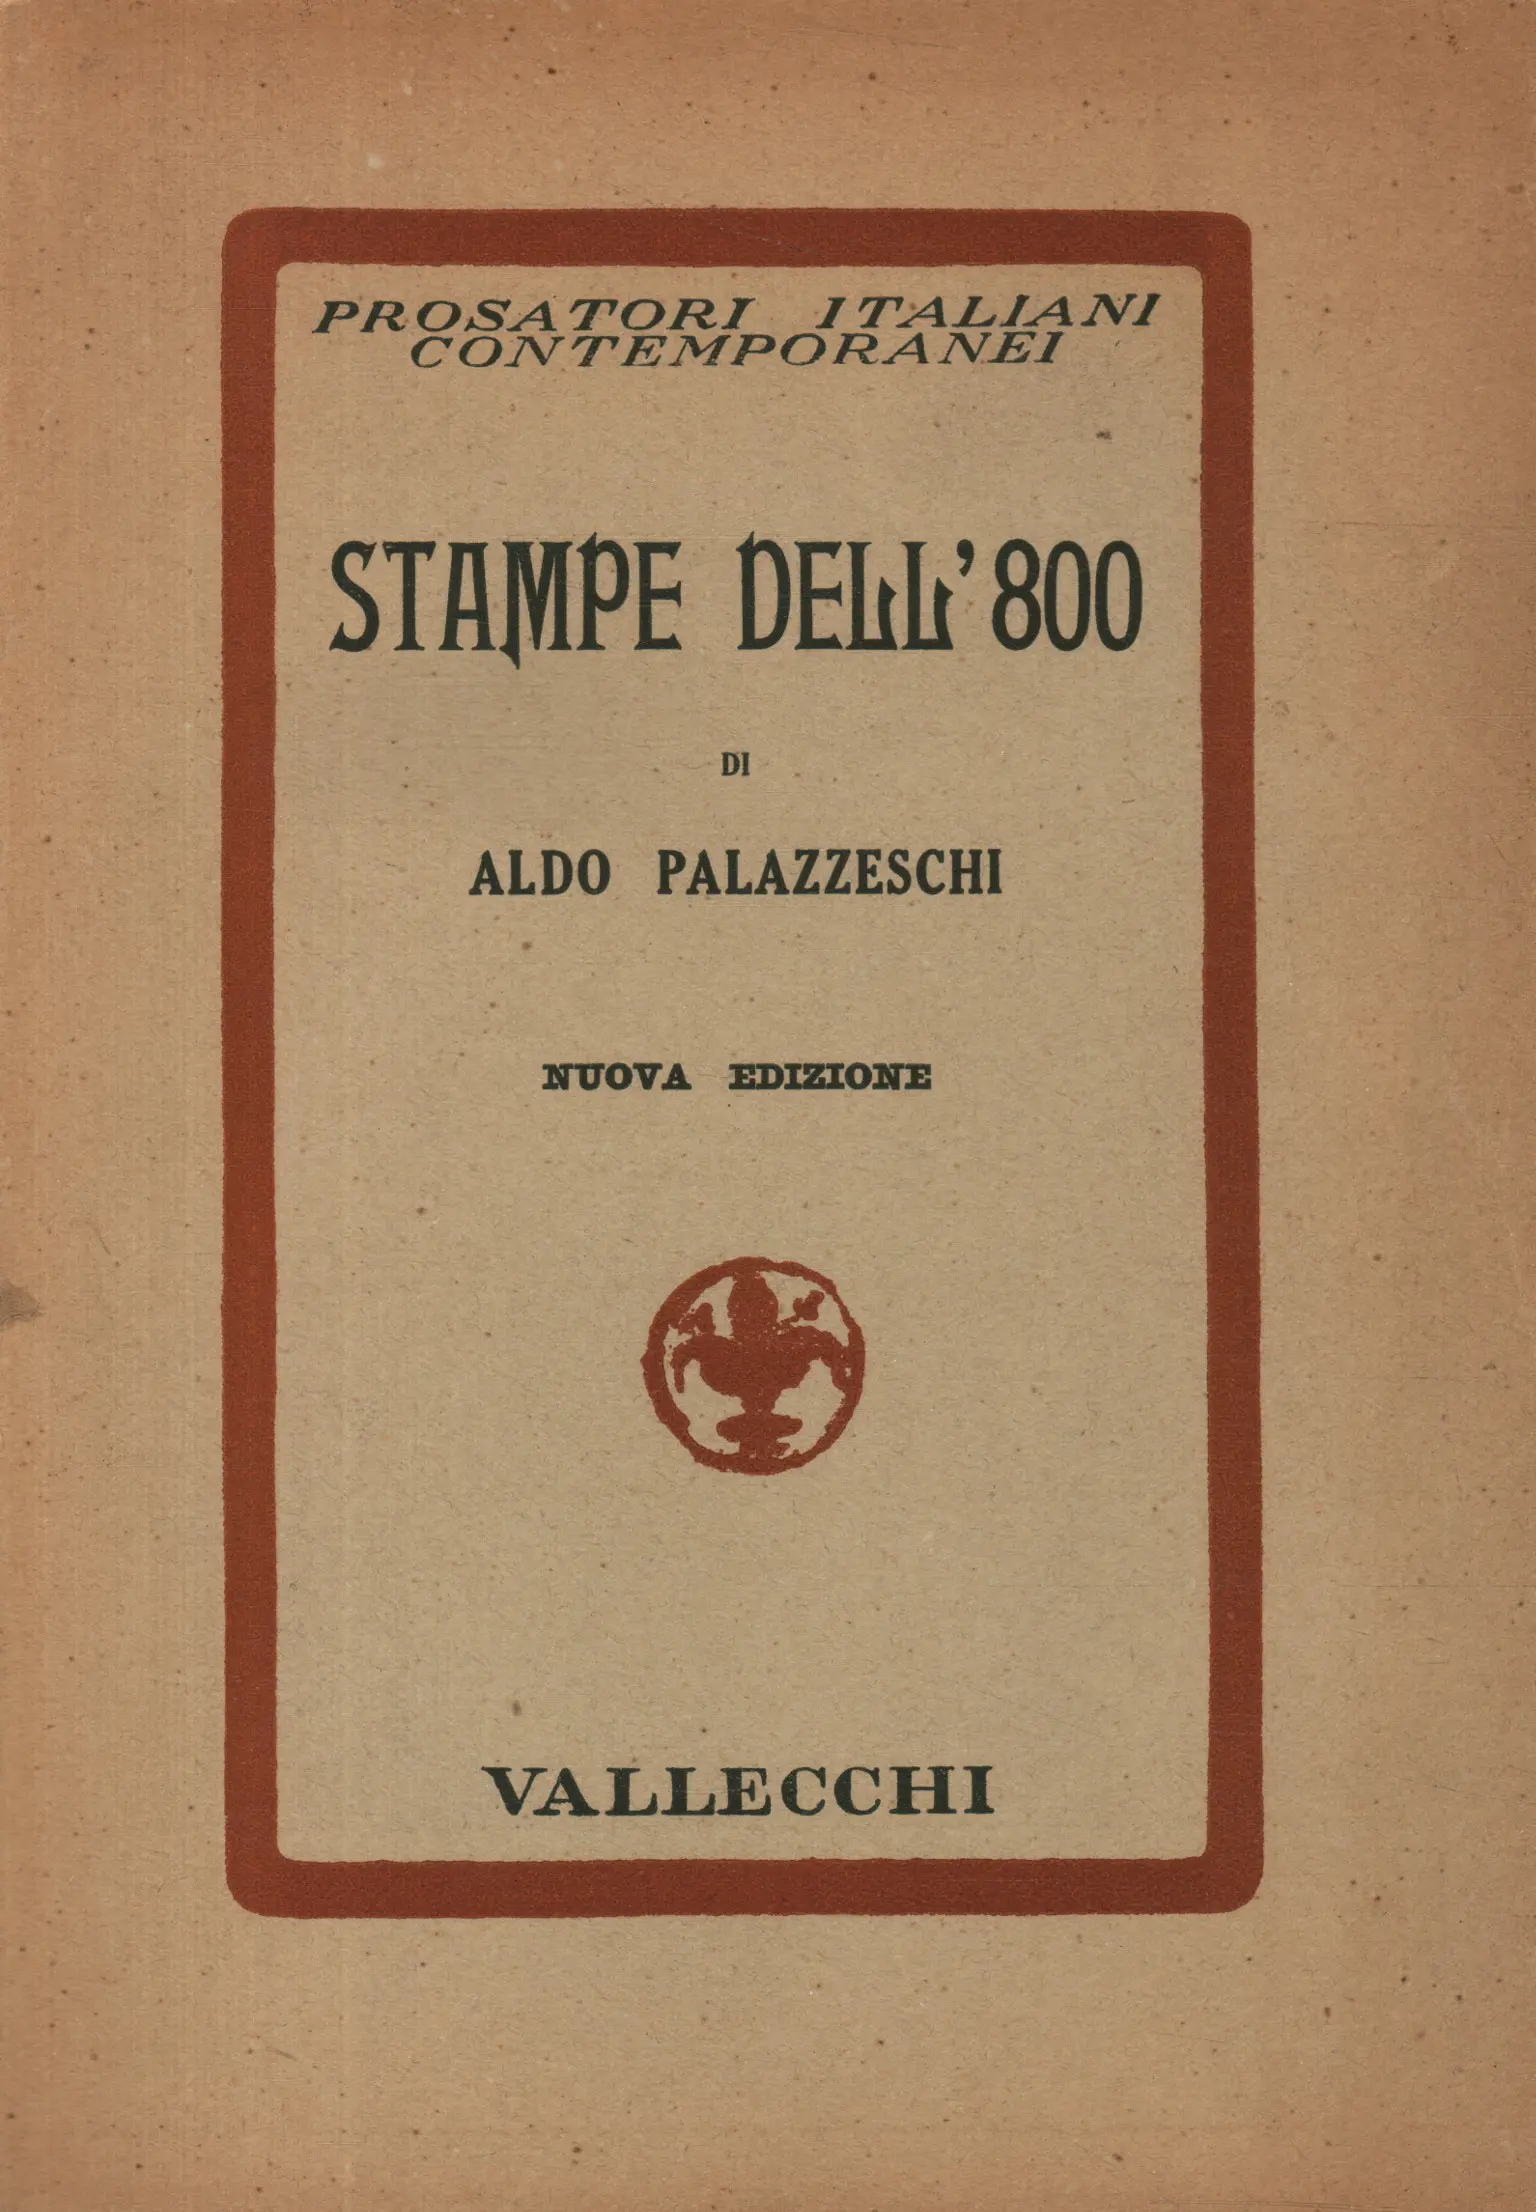 PROSATORI ITALIANI
CONTEMPORANEI
STAMPE DELL'800
DI
ALDO PALAZZESCHI
NUOVA EDIZIONE
VALLECCHI